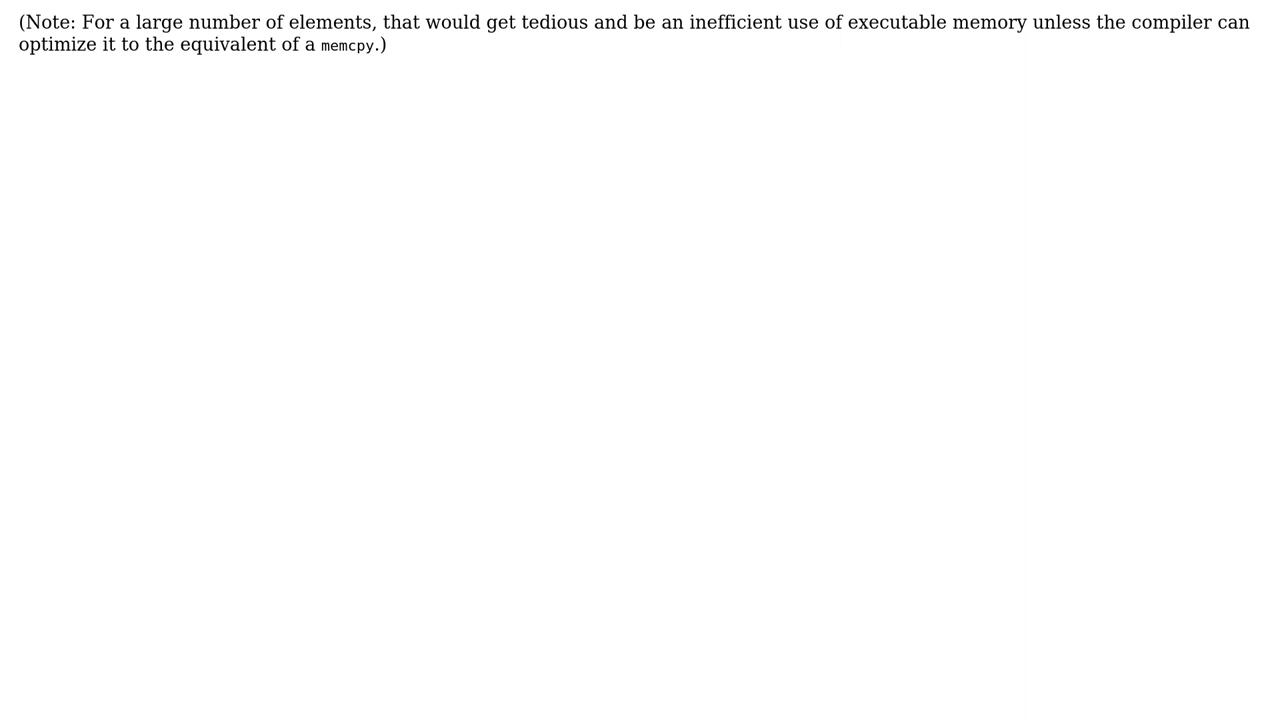 (Note: For a large number of elements, that would get tedious and be an inefficient use of executable memory unless the compiler can
optimize it to the equivalent of a memcpy.)